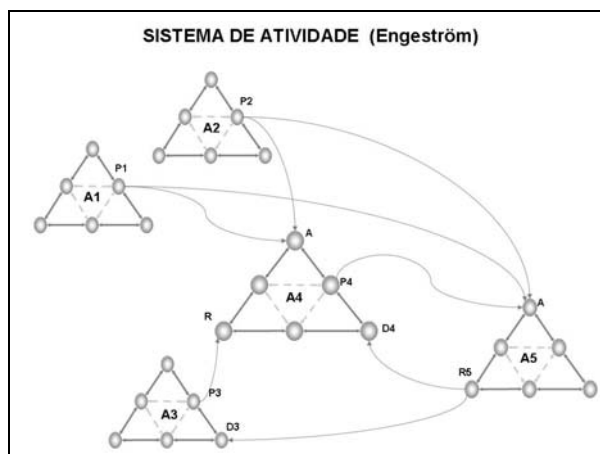 SISTEMA DE ATIVIDADE (Engeström)
P2
A2
P1
A1
A
P4
A4
R
D4
A
A5
R5
P3
A3
D3